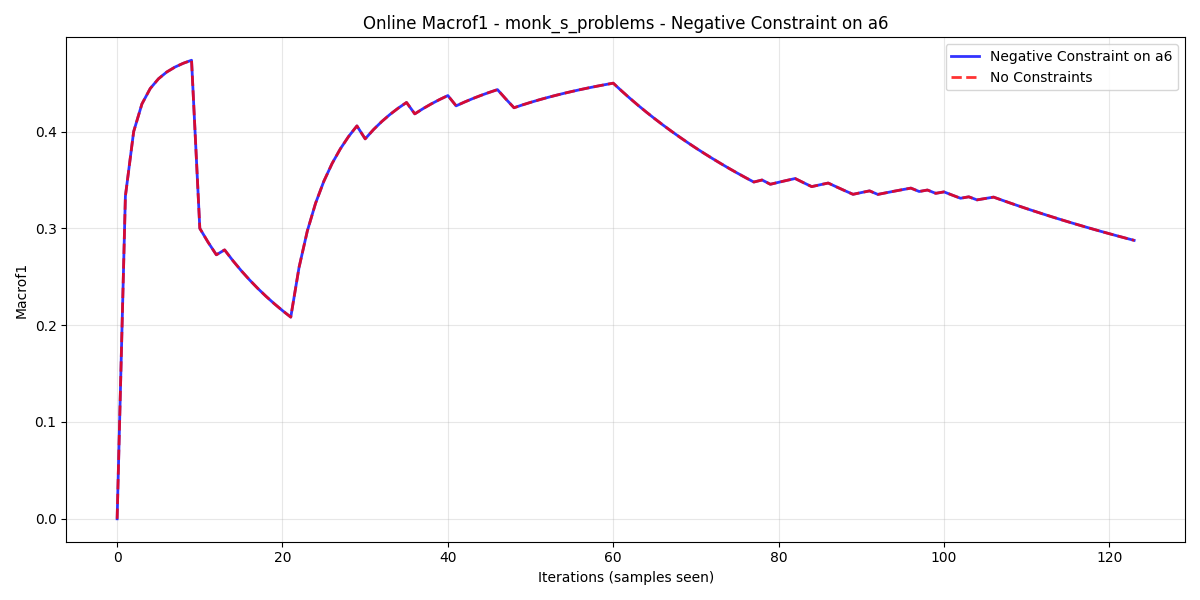 Online Macrof1 - monk_s_problems - Negative Constraint on a6
Negative Constraint on a6
No Constraints
Macrof1
0.4
0.3
0.2
0.1
0.0
0 20 40 60 80 100 120
Iterations (samples seen)